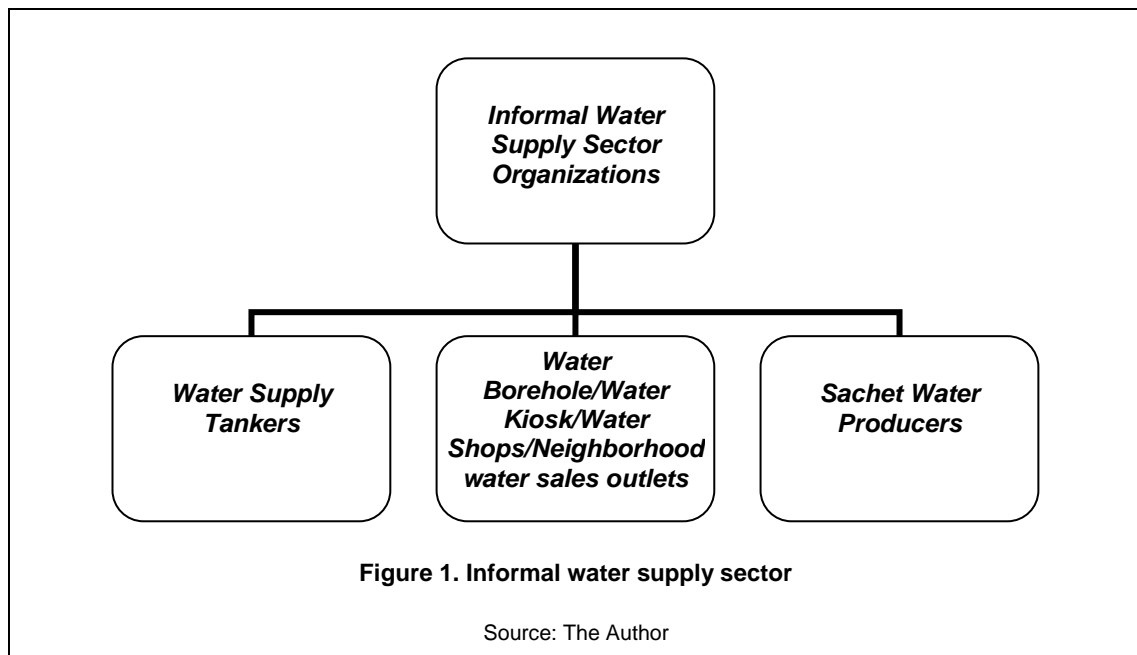 Informal Water
Supply Sector
Organizations
Water Supply
Tankers
Water
Borehole/Water
Kiosk/Water
Shops/Neighborhood
water sales outlets
Sachet Water
Producers
Figure 1. Informal water supply sector
Source: The Author